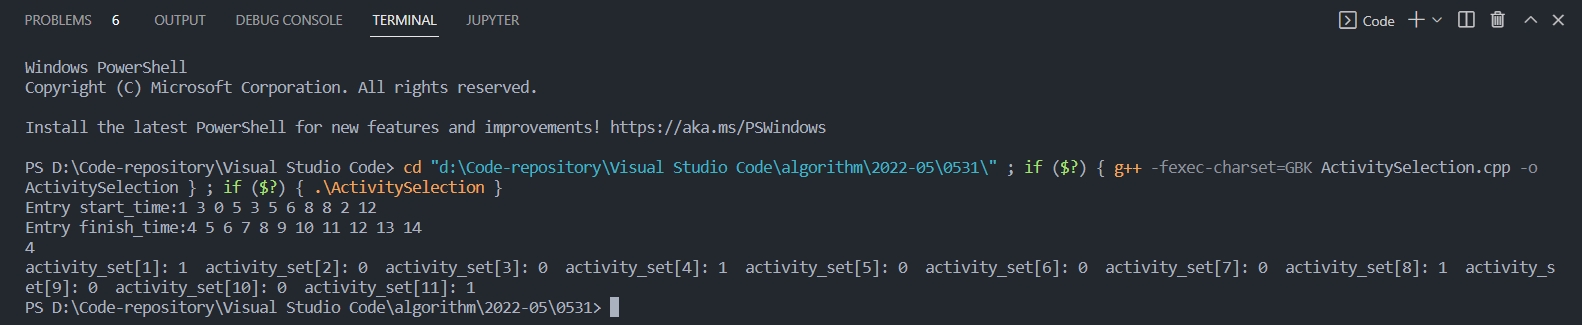 PROBLEMS 6 OUTPUT DEBUG CONSOLE TERMINAL JUPYTER Code
Windows PowerShell
Copyright (C) Microsoft Corporation. All rights reserved.
Install the latest PowerShell for new features and improvements! https://aka.ms/PSWindows
PS D:\Code-repository\Visual Studio Code> cd "d:\Code-repository\Visual Studio Code\algorithm\2022-05\0531\" ; if ($?) { g++ -fexec-charset=GBK ActivitySelection.cpp -o
ActivitySelection } ; if ($?) { .\ActivitySelection }
Entry start_time:1 3 0 5 3 5 6 8 8 2 12
Entry finish_time:4 5 6 7 8 9 10 11 12 13 14
4
activity_set[1]: 1  activity_set[2]: 0  activity_set[3]: 0  activity_set[4]: 1  activity_set[5]: 0  activity_set[6]: 0  activity_set[7]: 0  activity_set[8]: 1  activity_s
et[9]: 0  activity_set[10]: 0  activity_set[11]: 1
PS D:\Code-repository\Visual Studio Code\algorithm\2022-05\0531>